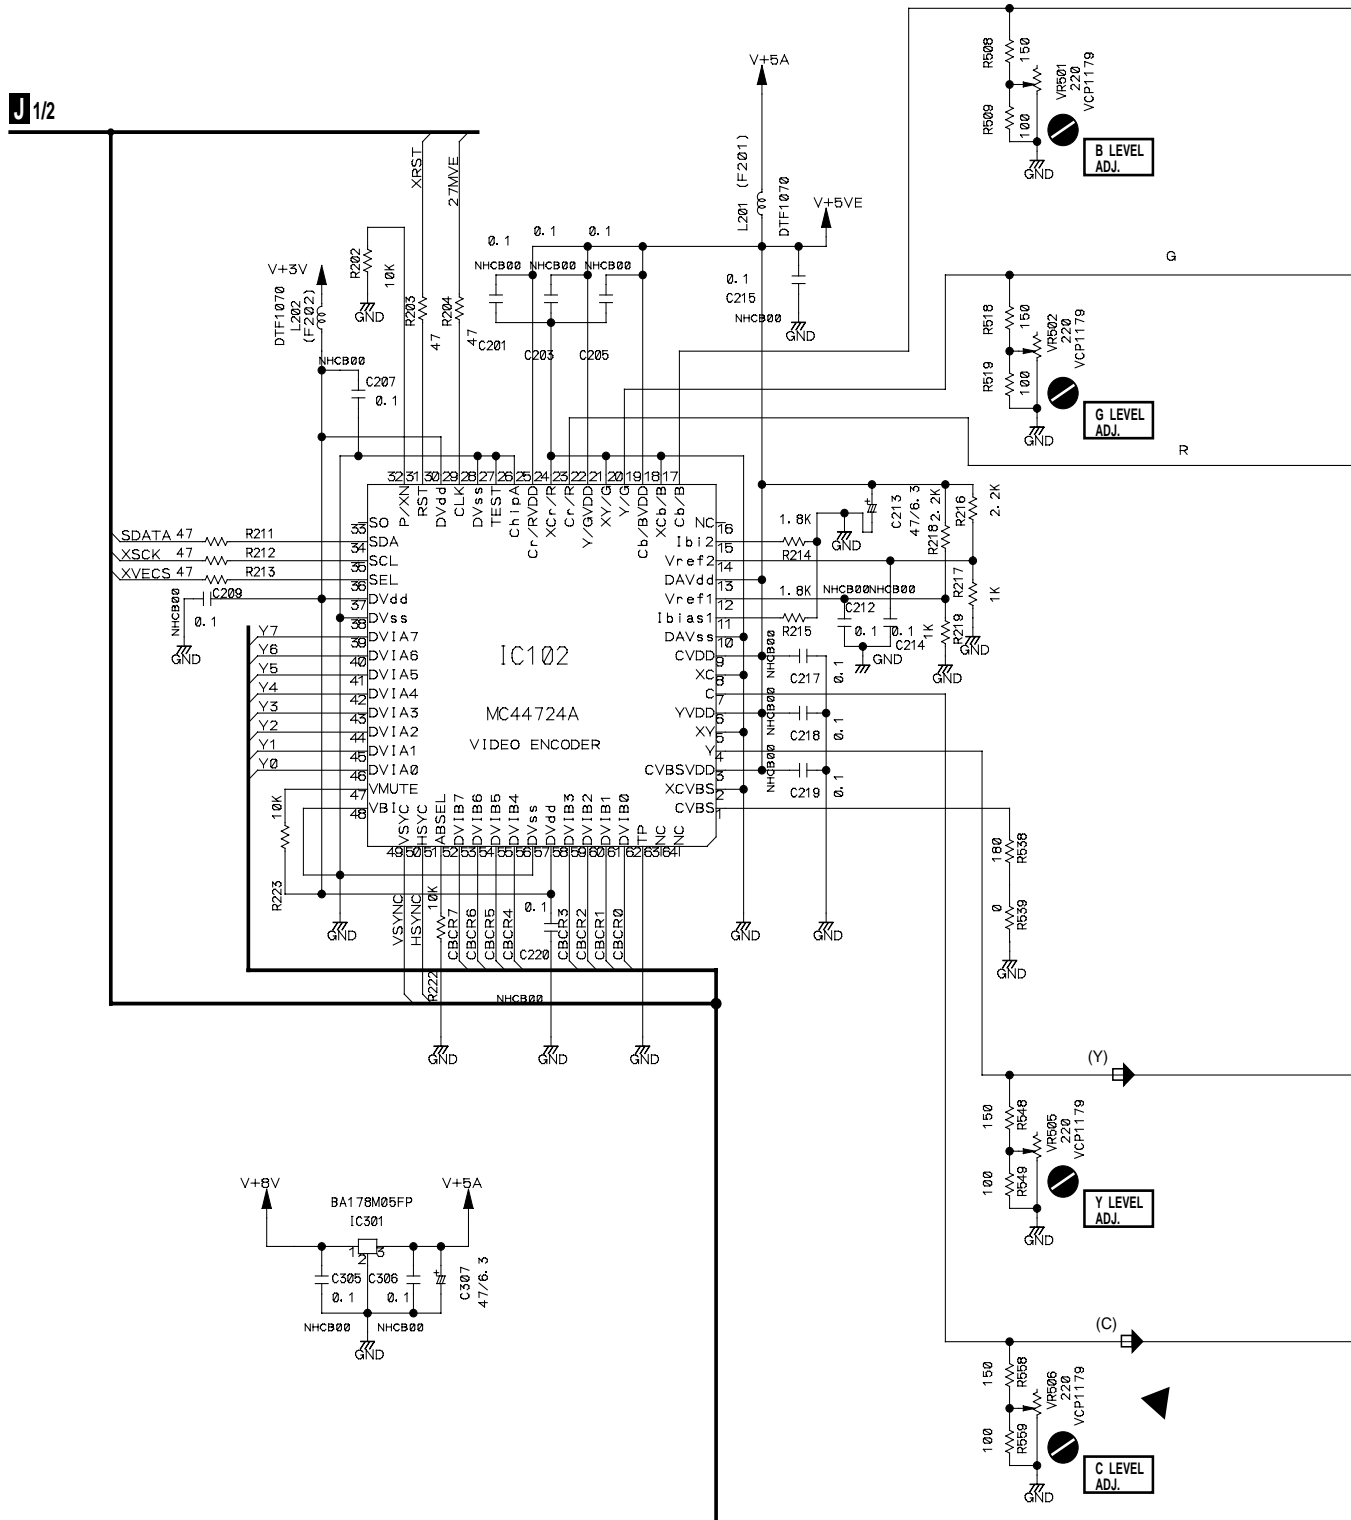 J 1/2
V+5A
R508
150
VR501
220
VCP1179
R509
100
B LEVEL
ADJ.
GND
XRST
27MVE
L201 (F201)
DTF1070
V+5VE
0.1
0.1
0.1
NHCB00
NHCB00
NHCB00
R202
10K
GND
R203
47
R204
47
C201
C203
C205
0.1
C215
NHCB00
GND
V+3V
DTF1070
L202
(F202)
NHCB00
C207
0.1
G
R518
150
VR502
220
VCP1179
R519
100
G LEVEL
ADJ.
GND
R
32 31 30 29 28 27 26 25 24 23 22 21 20 19 18 17
P/XN
RST
DVdd
CLK
DVss
TEST
ChipA
Cr/RVDD
XCr/R
Cr/R
Y/GVDD
XY/G
Y/G
Cb/BVDD
XCb/B
Cb/B
SDATA 47 R211
XSCK 47 R212
XVECS 47 R213
NHCB00
C209
0.1
GND
33 SO
34 SDA
35 SCL
36 SEL
37 DVdd
38 DVss
39 DVIA7
40 DVIA6
41 DVIA5
42 DVIA4
43 DVIA3
44 DVIA2
45 DVIA1
46 DVIA0
47 VMUTE
48 VBI
Y7
Y6
Y5
Y4
Y3
Y2
Y1
Y0
IC102
MC44724A
VIDEO ENCODER
NC 16
Ibi2 15
Vref2 14
DAVdd 13
Vref1 12
Ibias1 11
DAVss 10
CVDD 9
XC 8
C 7
YVDD 6
XY 5
Y 4
CVBSVDD 3
XCVBS 2
CVBS 1
1.8K
R214
1.8K
R215
GND
C213
47/6.3
R218
2.2K
R216
2.2K
R217
1K
NHCB00
NHCB00
C212
0.1
0.1
C214
1K
R219
GND
GND
GND
NHCB00
C217
0.1
NHCB00
C218
0.1
NHCB00
C219
0.1
49 50 51 52 53 54 55 56 57 58 59 60 61 62 63 64
VSYC
HSYC
ABSEL
DVIB7
DVIB6
DVIB5
DVIB4
DVss
DVdd
DVIB3
DVIB2
DVIB1
DVIB0
TP
NC
NC
10K
R223
GND
VSYNC
HSYNC
10K
R222
CBCR7
CBCR6
CBCR5
CBCR4
0.1
C220
NHCB00
CBCR3
CBCR2
CBCR1
CBCR0
GND
GND
GND
GND
GND
180
R538
0
R539
GND
(Y)
150
R548
VR505
220
VCP1179
100
R549
Y LEVEL
ADJ.
GND
V+8V
V+5A
BA178M05FP
IC301
1
2
3
C305
0.1
C306
0.1
C307
47/6.3
NHCB00
NHCB00
GND
(C)
150
R558
VR506
220
VCP1179
100
R559
C LEVEL
ADJ.
GND